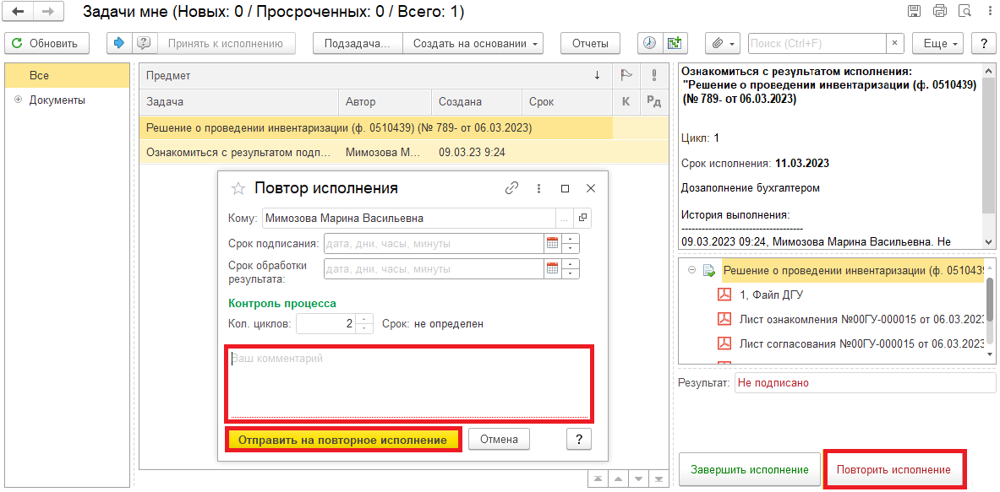 Задачи мне (Новых: 0 / Просроченных: 0 / Всего: 1)
Обновить
Принять к исполнению
Подзадача...
Создать на основании
Отчеты
Поиск (Ctrl+F)
×
Еще
?
Все
Документы
Предмет ↓
Задача Автор Создана Срок К Рд
Решение о проведении инвентаризации (ф. 0510439) (№ 789- от 06.03.2023)
Ознакомиться с результатом подп... Мимозова М... 09.03.23 9:24
Повтор исполнения
Кому: Мимозова Марина Васильевна ...
Срок подписания: дата, дни, часы, минуты
Срок обработки
результата: дата, дни, часы, минуты
Контроль процесса
Кол. циклов: 2 Срок: не определен
Ваш комментарий
Отправить на повторное исполнение
Отмена
?
Ознакомиться с результатом исполнения:
"Решение о проведении инвентаризации (ф. 0510439)
(№ 789- от 06.03.2023)
Цикл: 1
Срок исполнения: 11.03.2023
Дозаполнение бухгалтером
История выполнения:
------------------------------------
09.03.2023 09:24, Мимозова Марина Васильевна. Не
Решение о проведении инвентаризации (ф. 051043
1, Файл ДГУ
Лист ознакомления №00ГУ-000015 от 06.03.202
Лист согласования №00ГУ-000015 от 06.03.202
Результат: Не подписано
Завершить исполнение
Повторить исполнение